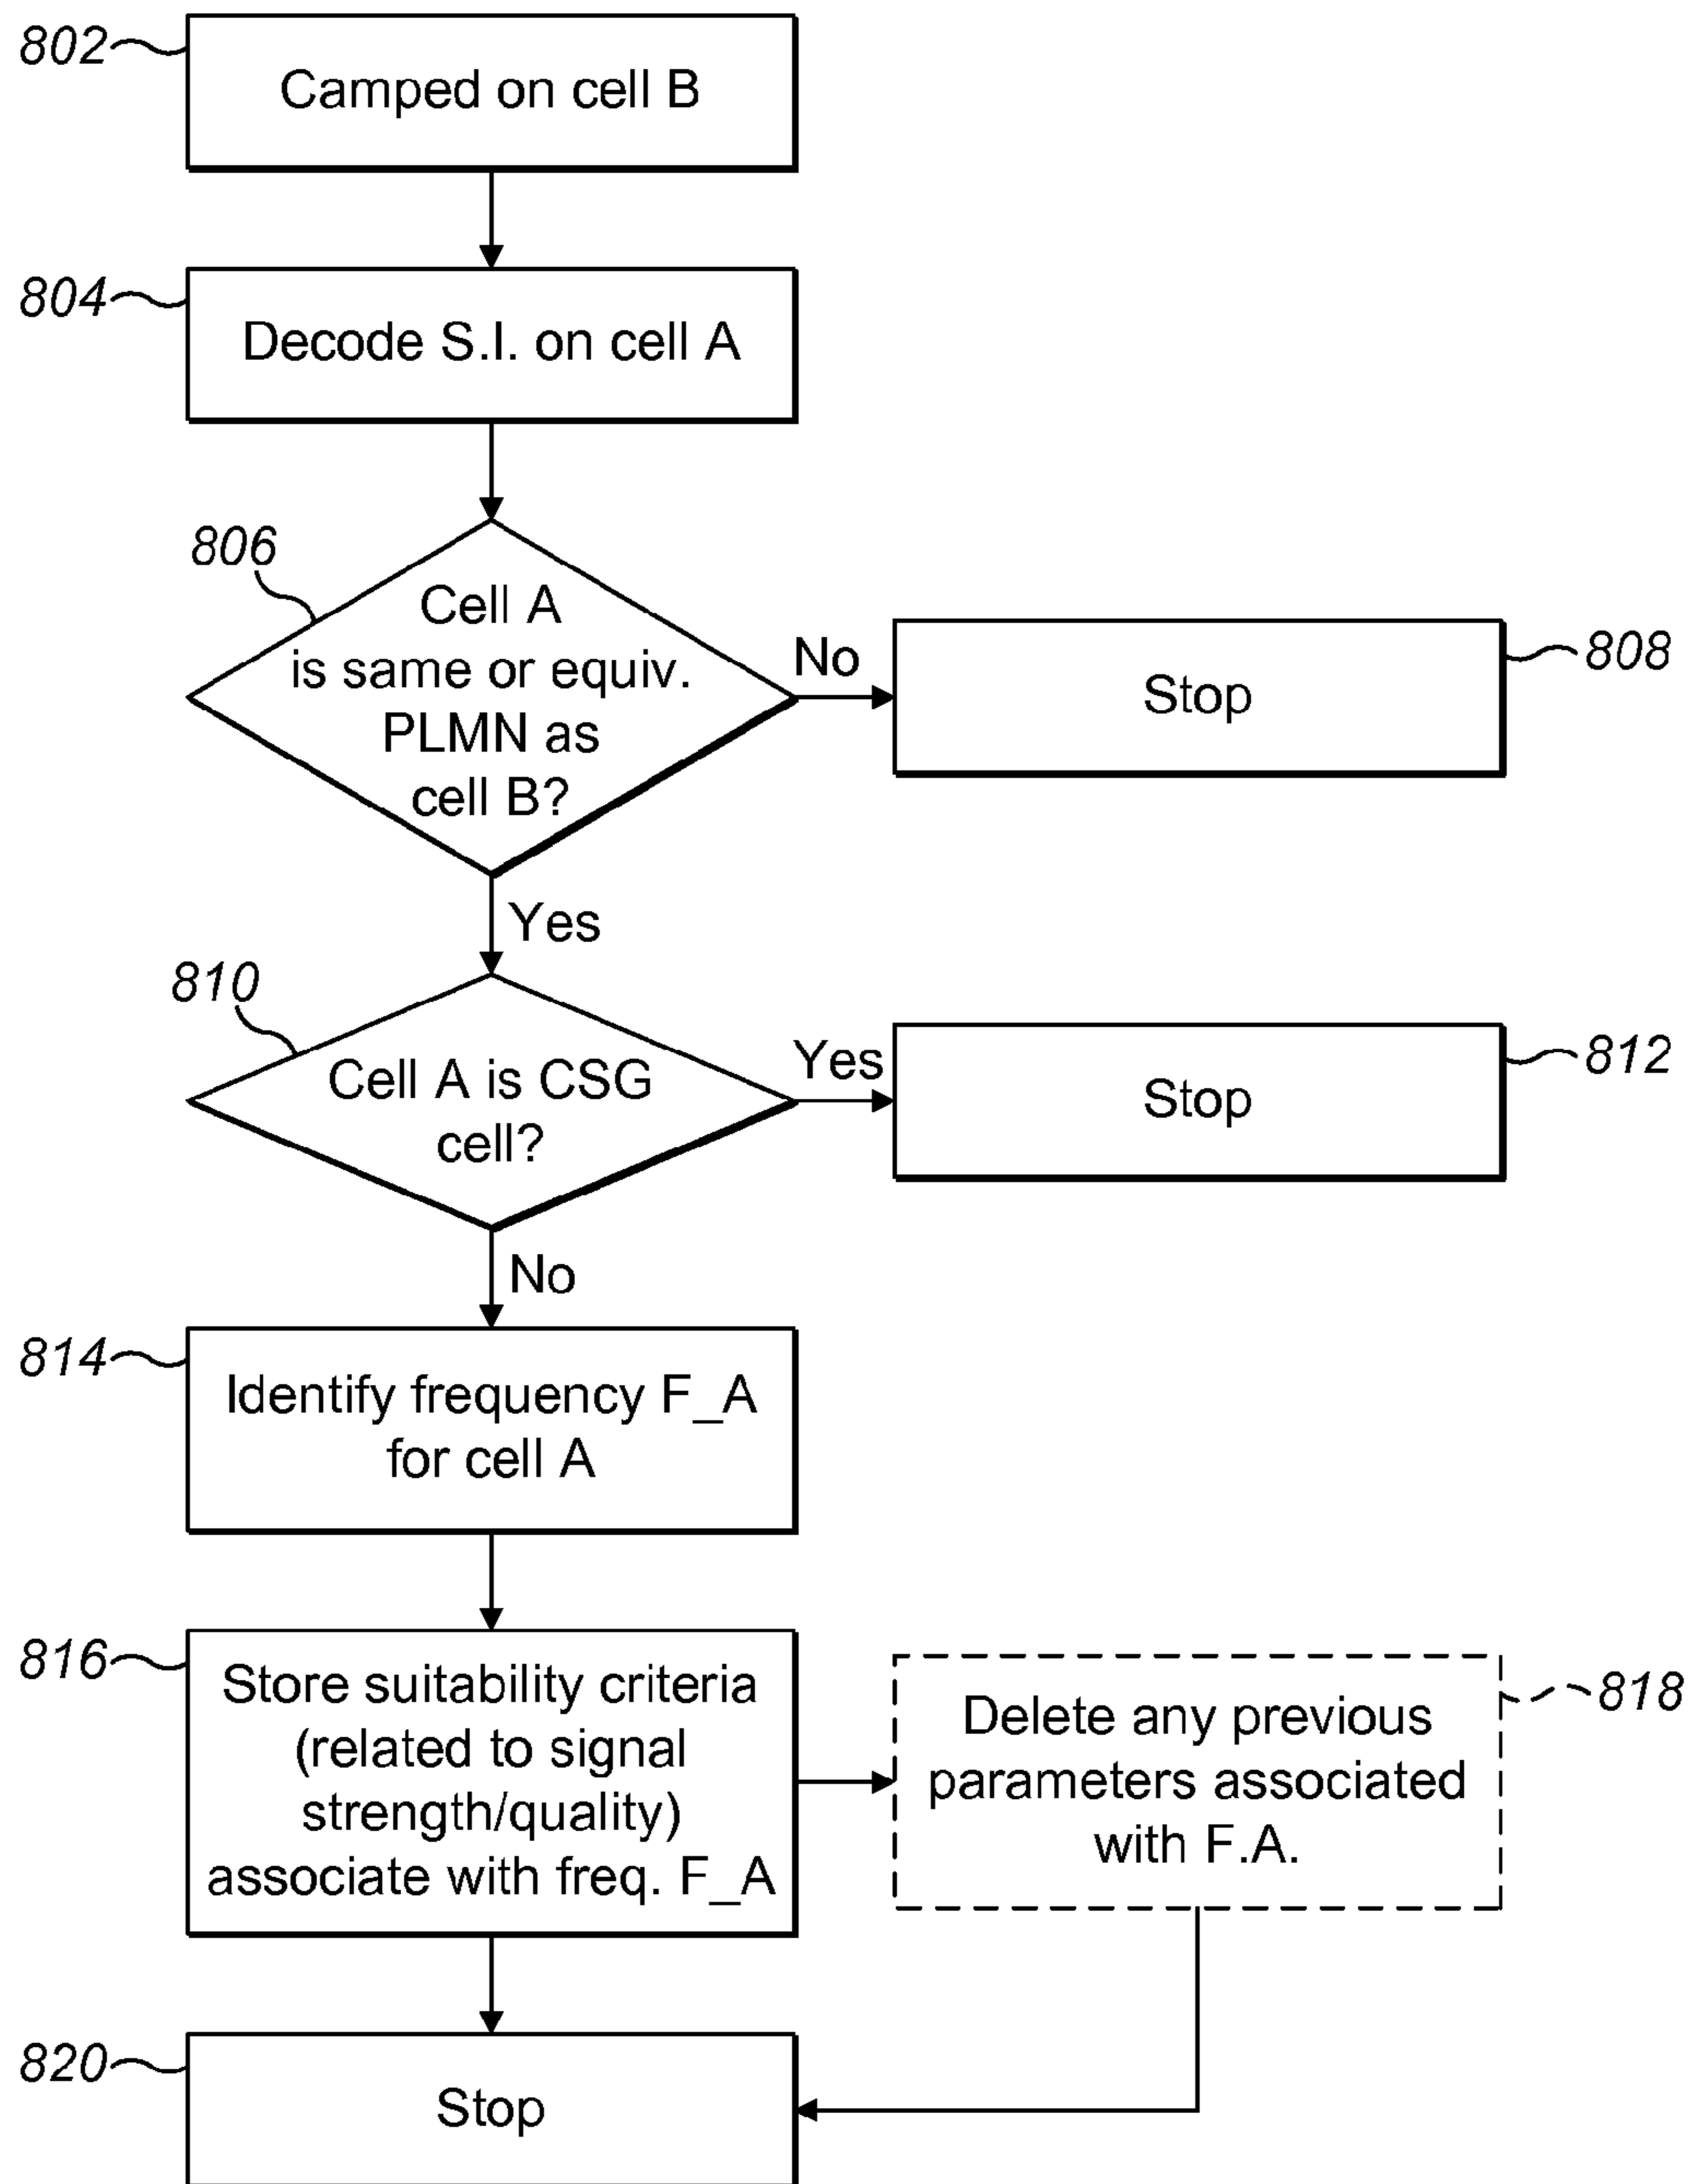 802
Camped on cell B
804
Decode S.I. on cell A
806
Cell A
is same or equiv.
PLMN as
cell B?
No
Stop
808
Yes
810
Cell A is CSG
cell?
Yes
Stop
812
No
814
Identify frequency F_A
for cell A
816
Store suitability criteria
(related to signal
strength/quality)
associate with freq. F_A
Delete any previous
parameters associated
with F.A.
818
820
Stop